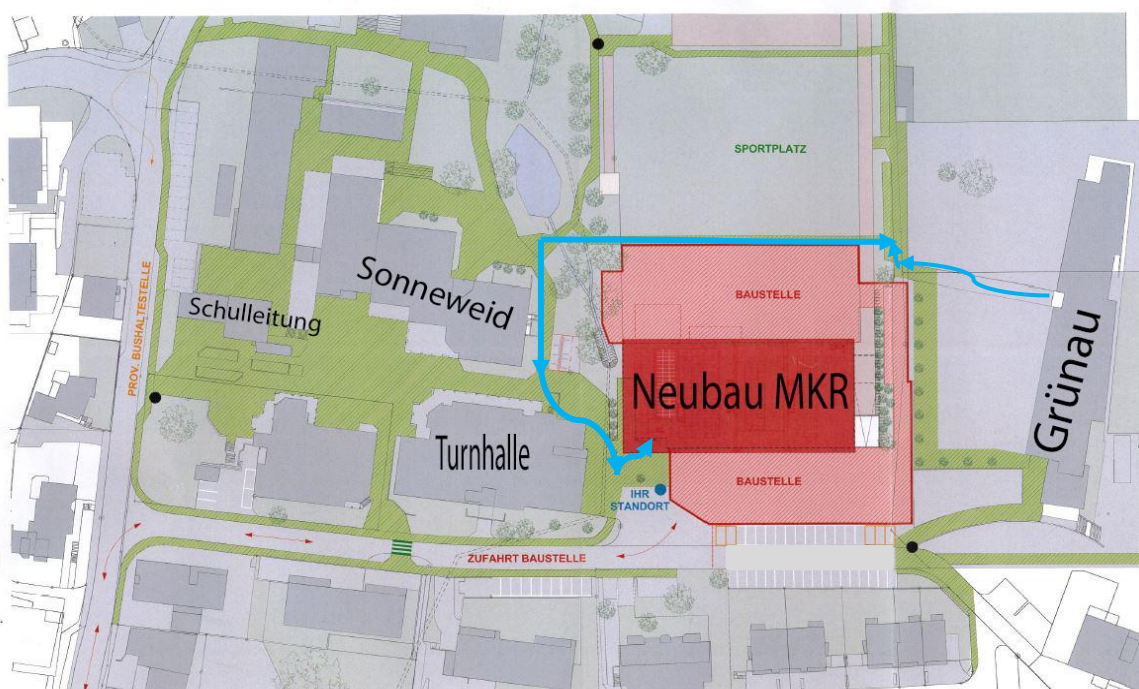 SPORTPLATZ
Sonneweid
Schulleitung
PROV. BUSHALTESTELLE
BAUSTELLE
Neubau MKR
Grünau
Turnhalle
BAUSTELLE
IHR
STANDORT
ZUFAHRT BAUSTELLE